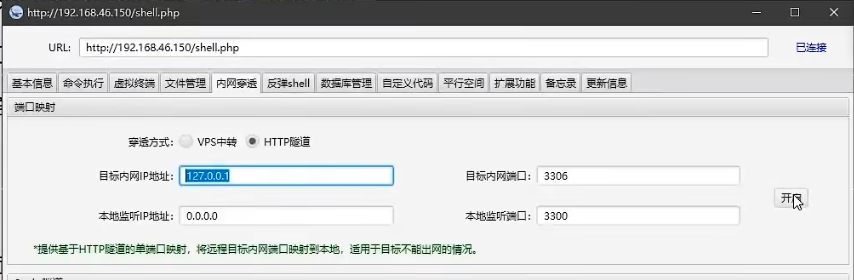 http://192.168.46.150/shell.php
URL: http://192.168.46.150/shell.php 已连接
基本信息 命令执行 虚拟终端 文件管理 内网穿透 反弹shell 数据库管理 自定义代码 平行空间 扩展功能 备忘录 更新信息
端口映射
穿透方式： VPS中转 HTTP隧道
目标内网IP地址： 127.0.0.1 目标内网端口： 3306
开
本地监听IP地址： 0.0.0.0 本地监听端口： 3300
*提供基于HTTP隧道的单端口映射，将远程目标内网端口映射到本地，适用于目标不能出网的情况。